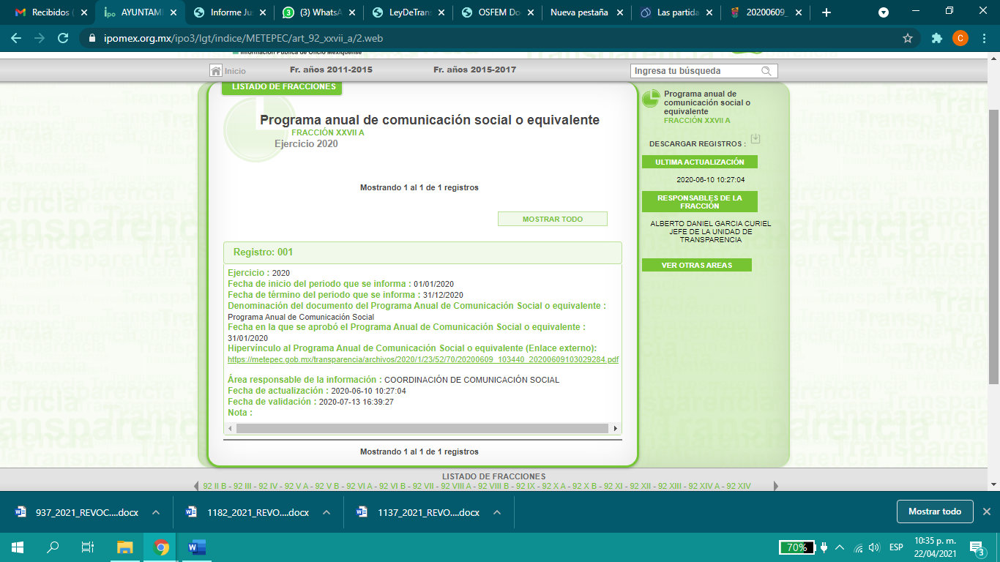 Recibidos (
AYUNTAMI
Informe Jus
(3) WhatsA
LeyDeTrans
OSFEM Do
Nueva pestaña
Las partida
20200609_
ipomex.org.mx/ipo3/lgt/indice/METEPEC/art_92_xxvii_a/2.web
C
Información Pública de Oficio Mexiquense
Inicio
Fr. años 2011-2015
Fr. años 2015-2017
Ingresa tu búsqueda
LISTADO DE FRACCIONES
Programa anual de comunicación social o equivalente
FRACCIÓN XXVII A
Ejercicio 2020
Mostrando 1 al 1 de 1 registros
MOSTRAR TODO
Registro: 001
Ejercicio : 2020
Fecha de inicio del periodo que se informa : 01/01/2020
Fecha de término del periodo que se informa : 31/12/2020
Denominación del documento del Programa Anual de Comunicación Social o equivalente :
Programa Anual de Comunicación Social
Fecha en la que se aprobó el Programa Anual de Comunicación Social o equivalente :
31/01/2020
Hipervínculo al Programa Anual de Comunicación Social o equivalente (Enlace externo):
https://metepec.gob.mx/transparencia/archivos/2020/1/23/52/70/20200609_103440_20200609103029284.pdf
Área responsable de la información : COORDINACIÓN DE COMUNICACIÓN SOCIAL
Fecha de actualización : 2020-06-10 10:27:04
Fecha de validación : 2020-07-13 16:39:27
Nota :
Mostrando 1 al 1 de 1 registros
Programa anual de
comunicación social o
equivalente
FRACCIÓN XXVII A
DESCARGAR REGISTROS :
ULTIMA ACTUALIZACIÓN
2020-06-10 10:27:04
RESPONSABLES DE LA
FRACCIÓN
ALBERTO DANIEL GARCIA CURIEL
JEFE DE LA UNIDAD DE
TRANSPARENCIA
VER OTRAS AREAS
LISTADO DE FRACCIONES
92 II B - 92 III - 92 IV - 92 V A - 92 V B - 92 VI A - 92 VI B - 92 VII - 92 VIII A - 92 VIII B - 92 IX - 92 X A - 92 X B - 92 XI - 92 XII - 92 XIII - 92 XIV A - 92 XIV
937_2021_REVOC....docx
1182_2021_REVO....docx
1137_2021_REVO....docx
Mostrar todo
70%
ESP
10:35 p. m.
22/04/2021
3